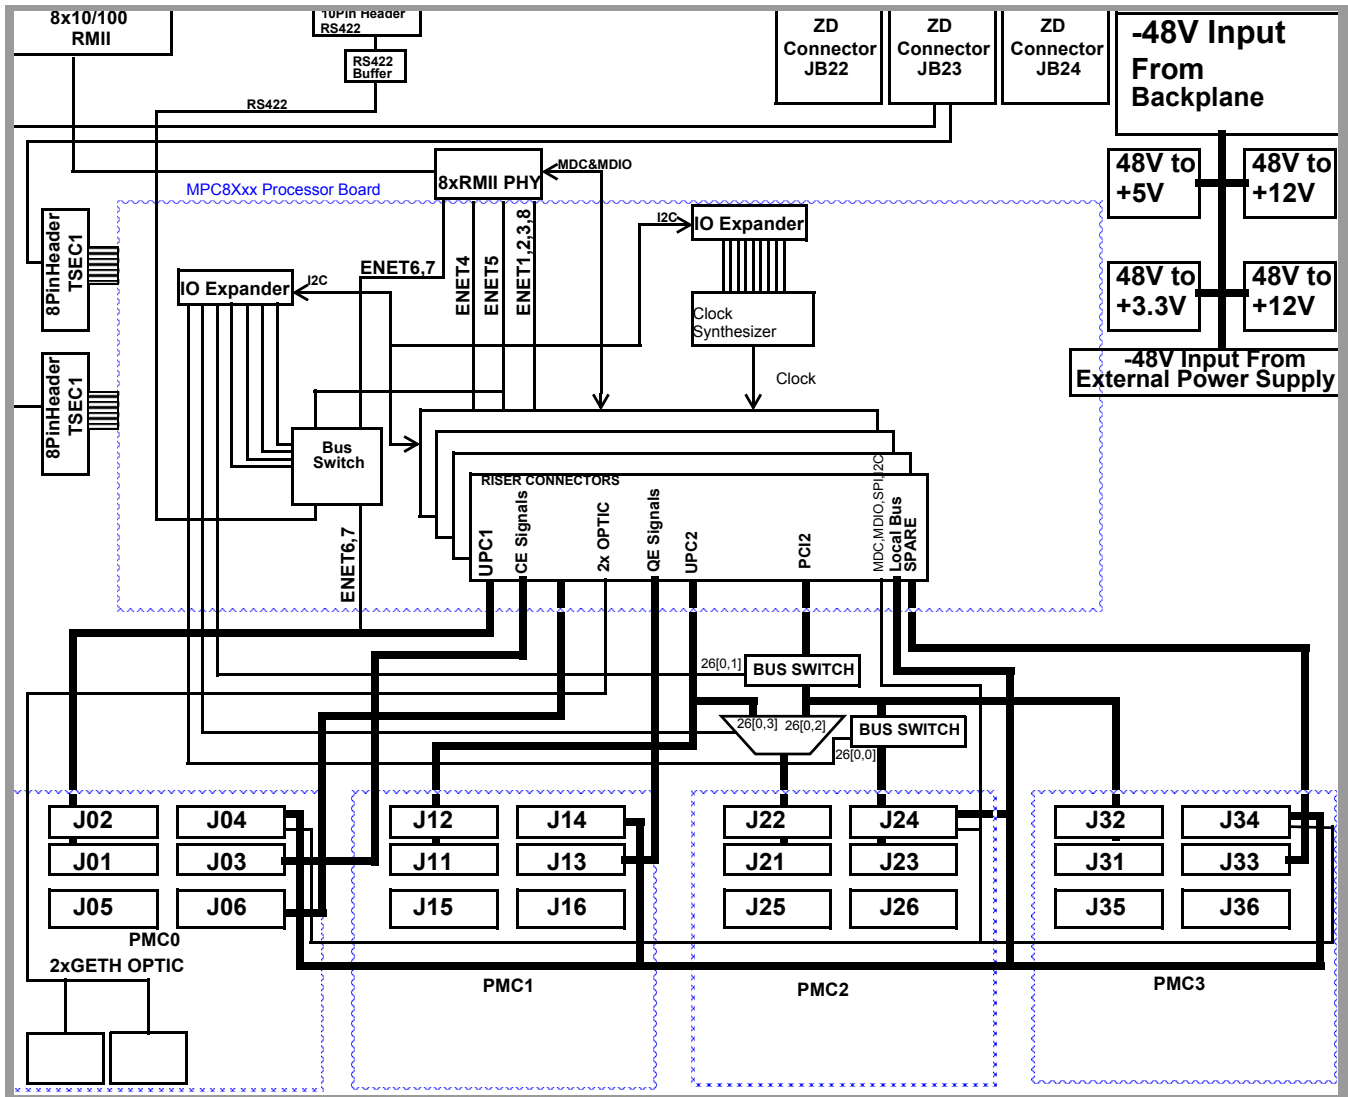 8x10/100
RMII
10Pin Header
RS422
RS422
Buffer
RS422
ZD
Connector
JB22
ZD
Connector
JB23
ZD
Connector
JB24
-48V Input
From
Backplane
48V to
+5V
48V to
+12V
48V to
+3.3V
48V to
+12V
-48V Input From
External Power Supply
8xRMII PHY
MDC&MDIO
MPC8Xxx Processor Board
8PinHeader
TSEC1
8PinHeader
TSEC1
IO Expander
I2C
ENET6,7
ENET4
ENET5
ENET1,2,3,8
I2C
IO Expander
Clock
Synthesizer
Clock
Bus
Switch
ENET6,7
RISER CONNECTORS
UPC1
CE Signals
2x OPTIC
QE Signals
UPC2
PCI2
MDC,MDIO,SPI,I2C
Local Bus
SPARE
26[0,1]
BUS SWITCH
26[0,3]
26[0,2]
BUS SWITCH
26[0,0]
J02
J04
J01
J03
J05
J06
PMC0
2xGETH OPTIC
J12
J14
J11
J13
J15
J16
PMC1
J22
J24
J21
J23
J25
J26
PMC2
J32
J34
J31
J33
J35
J36
PMC3